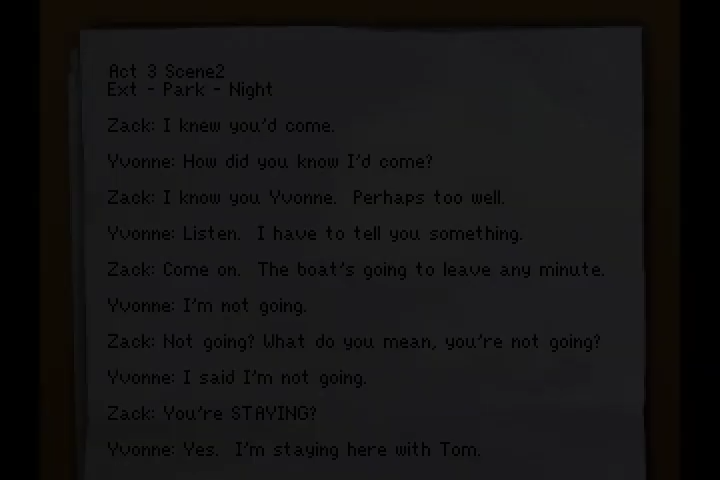 Act 3 Scene2
Ext - Park - Night
Zack: I knew you'd come.
Yvonne: How did you know I'd come?
Zack: I know you Yvonne.  Perhaps too well.
Yvonne: Listen.  I have to tell you something.
Zack: Come on.  The boat's going to leave any minute.
Yvonne: I'm not going.
Zack: Not going? What do you mean, you're not going?
Yvonne: I said I'm not going.
Zack: You're STAYING?
Yvonne: Yes.  I'm staying here with Tom.